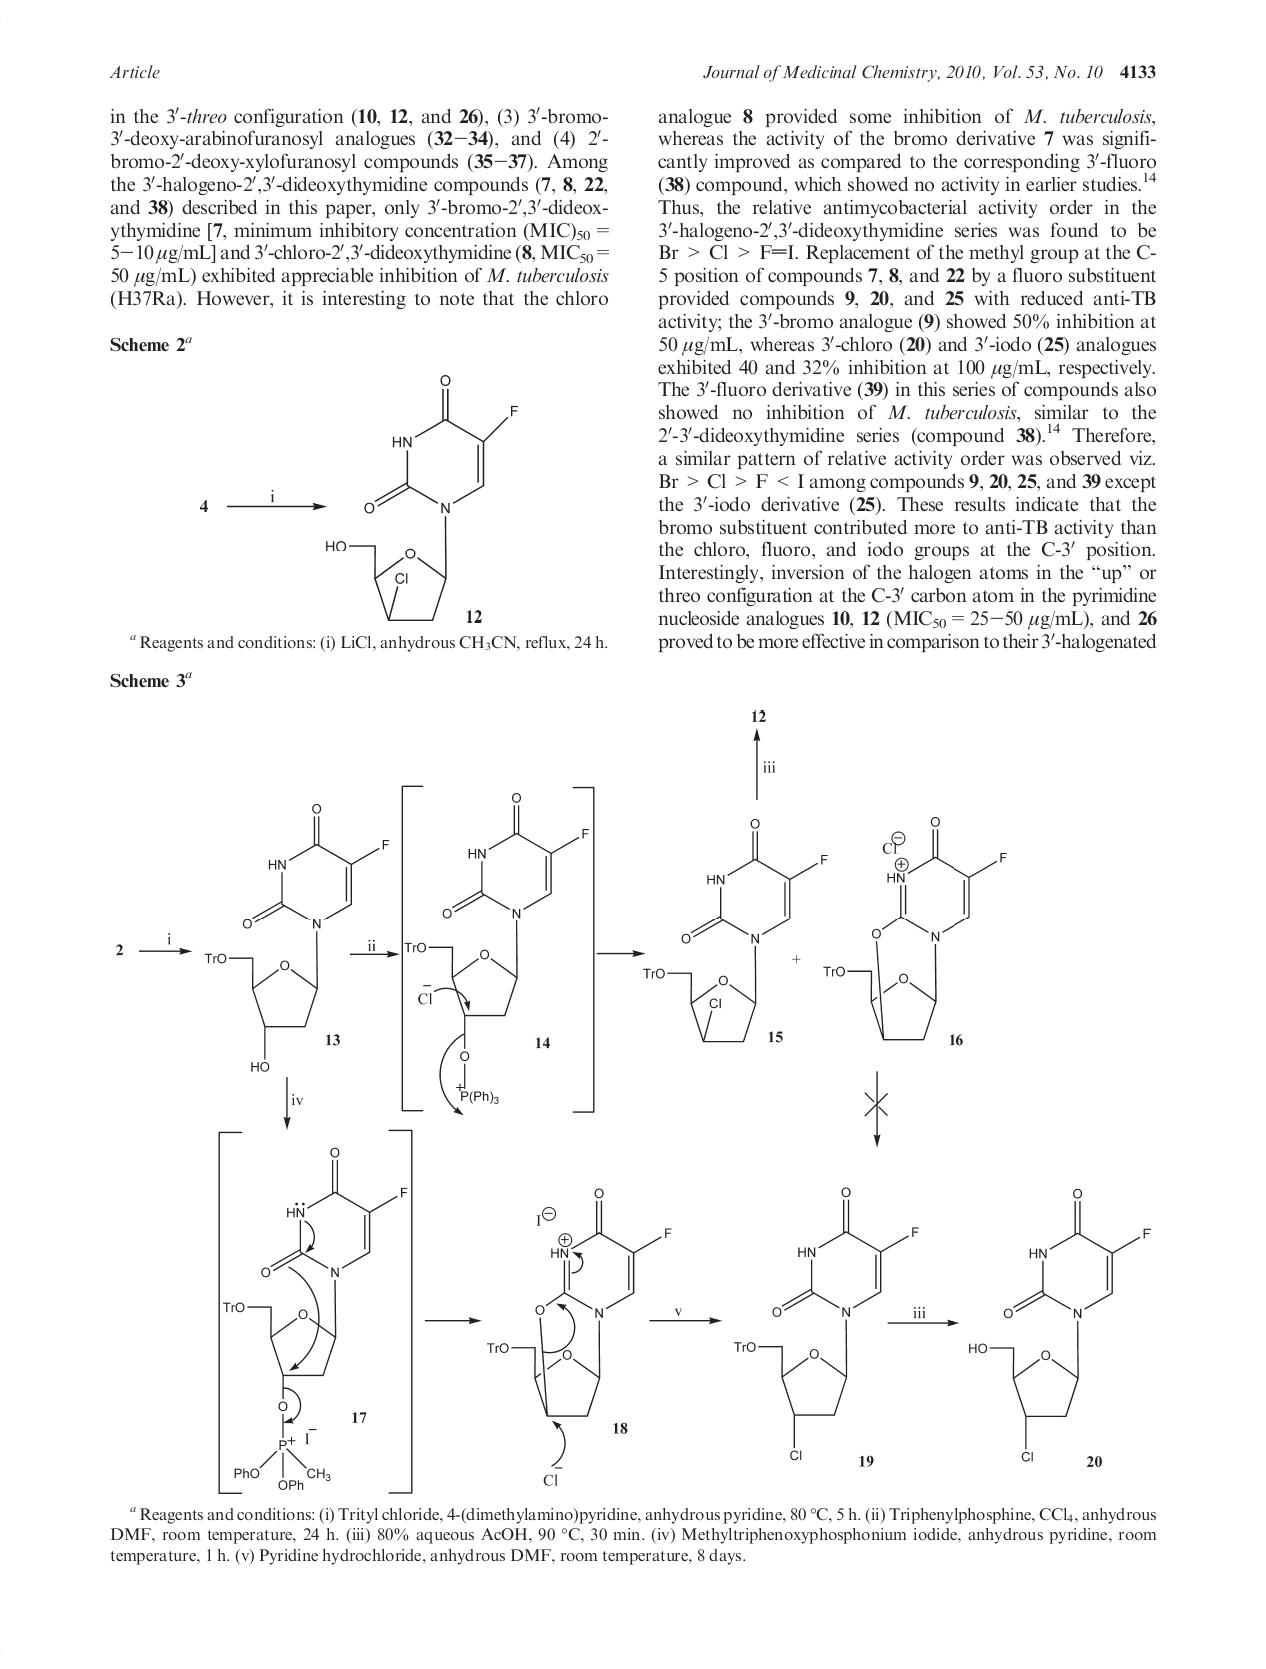 Article
Journal of Medicinal Chemistry, 2010, Vol. 53, No. 10 4133
in the 3′-threo configuration (10, 12, and 26), (3) 3′-bromo-
3′-deoxy-arabinofuranosyl analogues (32−34), and (4) 2′-
bromo-2′-deoxy-xylofuranosyl compounds (35−37). Among
the 3′-halogeno-2′,3′-dideoxythymidine compounds (7, 8, 22,
and 38) described in this paper, only 3′-bromo-2′,3′-dideox-
ythymidine [7, minimum inhibitory concentration (MIC)50 =
5−10 μg/mL] and 3′-chloro-2′,3′-dideoxythymidine (8, MIC50 =
50 μg/mL) exhibited appreciable inhibition of M. tuberculosis
(H37Ra). However, it is interesting to note that the chloro
Scheme 2a
O
F
HN
O
N
4
i
HO
O
Cl
12
a Reagents and conditions: (i) LiCl, anhydrous CH3CN, reflux, 24 h.
analogue 8 provided some inhibition of M. tuberculosis,
whereas the activity of the bromo derivative 7 was signifi-
cantly improved as compared to the corresponding 3′-fluoro
(38) compound, which showed no activity in earlier studies.14
Thus, the relative antimycobacterial activity order in the
3′-halogeno-2′,3′-dideoxythymidine series was found to be
Br > Cl > F=I. Replacement of the methyl group at the C-
5 position of compounds 7, 8, and 22 by a fluoro substituent
provided compounds 9, 20, and 25 with reduced anti-TB
activity; the 3′-bromo analogue (9) showed 50% inhibition at
50 μg/mL, whereas 3′-chloro (20) and 3′-iodo (25) analogues
exhibited 40 and 32% inhibition at 100 μg/mL, respectively.
The 3′-fluoro derivative (39) in this series of compounds also
showed no inhibition of M. tuberculosis, similar to the
2′-3′-dideoxythymidine series (compound 38).14 Therefore,
a similar pattern of relative activity order was observed viz.
Br > Cl > F < I among compounds 9, 20, 25, and 39 except
the 3′-iodo derivative (25). These results indicate that the
bromo substituent contributed more to anti-TB activity than
the chloro, fluoro, and iodo groups at the C-3′ position.
Interestingly, inversion of the halogen atoms in the “up” or
threo configuration at the C-3′ carbon atom in the pyrimidine
nucleoside analogues 10, 12 (MIC50 = 25−50 μg/mL), and 26
proved to be more effective in comparison to their 3′-halogenated
Scheme 3a
12
iii
2
i
O
F
HN
O
N
TrO
O
HO
13
ii
O
F
HN
O
N
TrO
O
Cl−
O
+P(Ph)3
14
O
F
HN
O
N
TrO
O
Cl
15
+
Cl⊖
O
F
⊕
HN
O
N
TrO
O
16
iv
O
F
HN
O
N
TrO
O
O
P+ I−
PhO
CH3
OPh
17
I⊖
O
F
⊕
HN
O
N
TrO
O
Cl−
18
v
O
F
HN
O
N
TrO
O
Cl
19
iii
O
F
HN
O
N
HO
O
Cl
20
a Reagents and conditions: (i) Trityl chloride, 4-(dimethylamino)pyridine, anhydrous pyridine, 80 °C, 5 h. (ii) Triphenylphosphine, CCl4, anhydrous
DMF, room temperature, 24 h. (iii) 80% aqueous AcOH, 90 °C, 30 min. (iv) Methyltriphenoxyphosphonium iodide, anhydrous pyridine, room
temperature, 1 h. (v) Pyridine hydrochloride, anhydrous DMF, room temperature, 8 days.